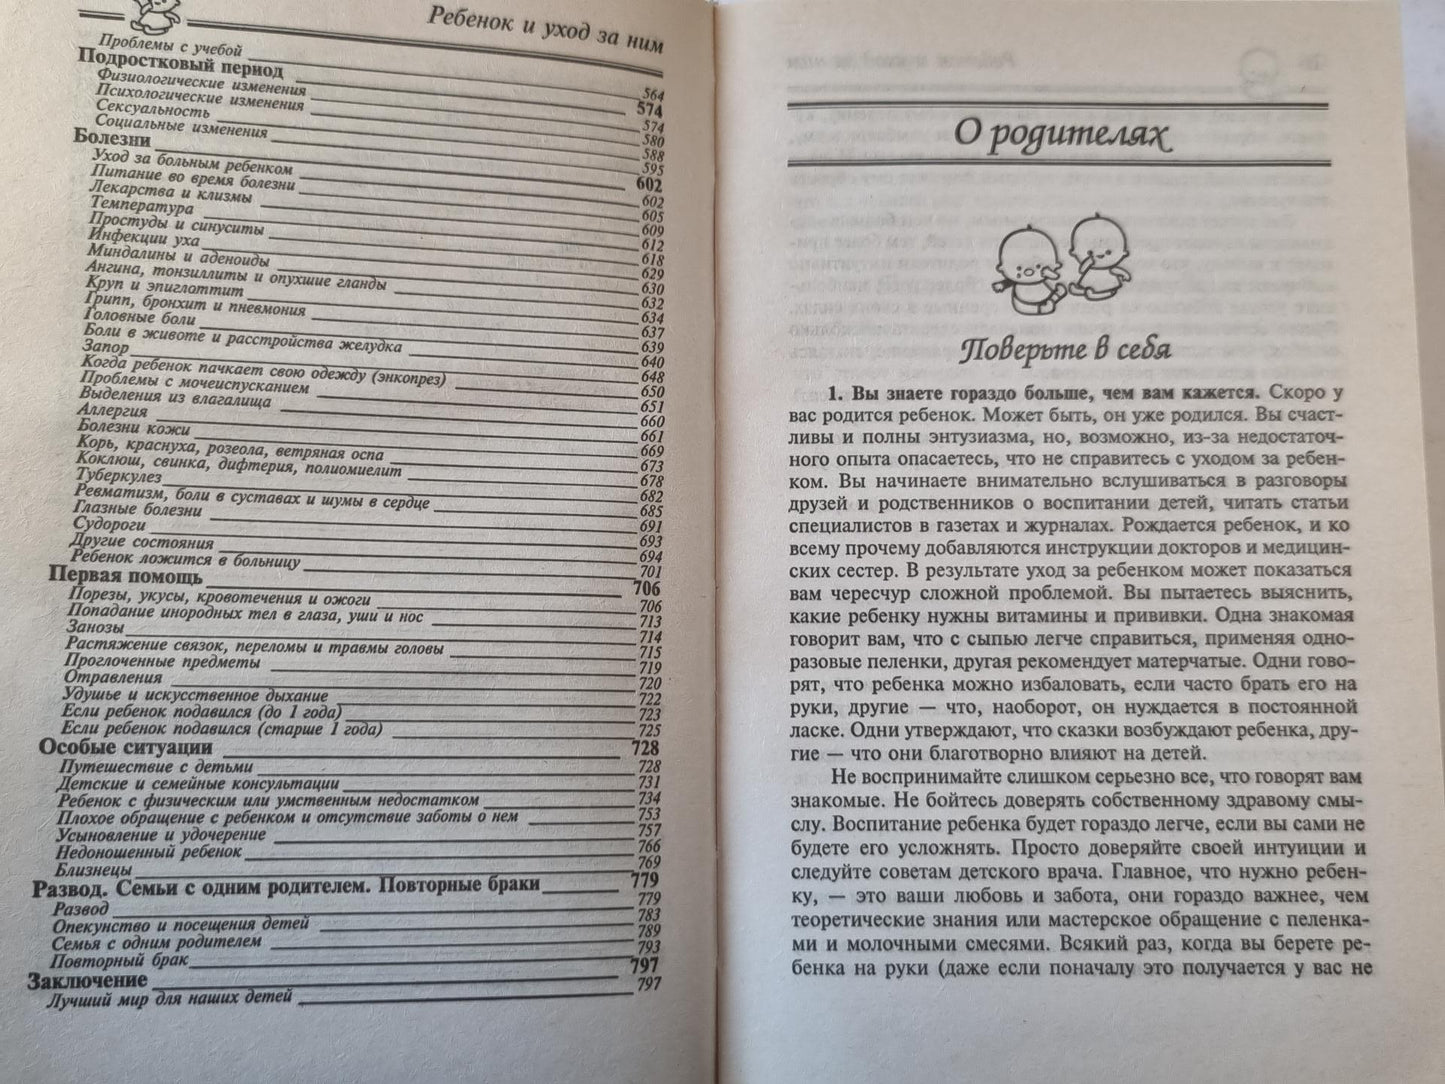 Ребенок и уход за ним
Проблемы с учебой 564
Подростковый период 574
Физиологические изменения 574
Психологические изменения 580
Сексуальность 588
Социальные изменения 595
Болезни 602
Уход за больным ребенком 602
Питание во время болезни 605
Лекарства и клизмы 609
Температура 612
Простуды и синуситы 618
Инфекции уха 629
Миндалины и аденоиды 630
Ангина, тонзиллиты и опухшие гланды 632
Круп и эпиглоттит 634
Грипп, бронхит и пневмония 637
Головные боли 639
Боли в животе и расстройства желудка 640
Запор 648
Когда ребенок пачкает свою одежду (энкопрез) 650
Проблемы с мочеиспусканием 651
Выделения из влагалища 660
Аллергия 661
Болезни кожи 669
Корь, краснуха, розеола, ветряная оспа 673
Коклюш, свинка, дифтерия, полиомиелит 678
Туберкулез 682
Ревматизм, боли в суставах и шумы в сердце 685
Глазные болезни 691
Судороги 693
Другие состояния 694
Ребенок ложится в больницу 701
Первая помощь 706
Порезы, укусы, кровотечения и ожоги 706
Попадание инородных тел в глаза, уши и нос 713
Занозы 714
Растяжение связок, переломы и травмы головы 715
Проглоченные предметы 719
Отравления 720
Удушье и искусственное дыхание 722
Если ребенок подавился (до 1 года) 723
Если ребенок подавился (старше 1 года) 725
Особые ситуации 728
Путешествие с детьми 728
Детские и семейные консультации 731
Ребенок с физическим или умственным недостатком 734
Плохое обращение с ребенком и отсутствие заботы о нем 753
Усыновление и удочерение 757
Недоношенный ребенок 766
Близнецы 769
Развод. Семьи с одним родителем. Повторные браки 779
Развод 779
Опекунство и посещения детей 783
Семья с одним родителем 789
Повторный брак 793
Заключение 797
Лучший мир для наших детей 797
О родителях
Поверьте в себя
1. Вы знаете гораздо больше, чем вам кажется. Скоро у
вас родится ребенок. Может быть, он уже родился. Вы счаст-
ливы и полны энтузиазма, но, возможно, из-за недостаточ-
ного опыта опасаетесь, что не справитесь с уходом за ребен-
ком. Вы начинаете внимательно вслушиваться в разговоры
друзей и родственников о воспитании детей, читать статьи
специалистов в газетах и журналах. Рождается ребенок, и ко
всему прочему добавляются инструкции докторов и медицин-
ских сестер. В результате уход за ребенком может показаться
вам чересчур сложной проблемой. Вы пытаетесь выяснить,
какие ребенку нужны витамины и прививки. Одна знакомая
говорит вам, что с сыпью легче справиться, применяя одно-
разовые пеленки, другая рекомендует матерчатые. Одни гово-
рят, что ребенка можно избаловать, если часто брать его на
руки, другие — что, наоборот, он нуждается в постоянной
ласке. Одни утверждают, что сказки возбуждают ребенка, дру-
гие — что они благотворно влияют на детей.
Не воспринимайте слишком серьезно все, что говорят вам
знакомые. Не бойтесь доверять собственному здравому смы-
слу. Воспитание ребенка будет гораздо легче, если вы сами не
будете его усложнять. Просто доверяйте своей интуиции и
следуйте советам детского врача. Главное, что нужно ребен-
ку, — это ваши любовь и забота, они гораздо важнее, чем
теоретические знания или мастерское обращение с пеленка-
ми и молочными смесями. Всякий раз, когда вы берете ре-
бенка на руки (даже если поначалу это получается у вас не